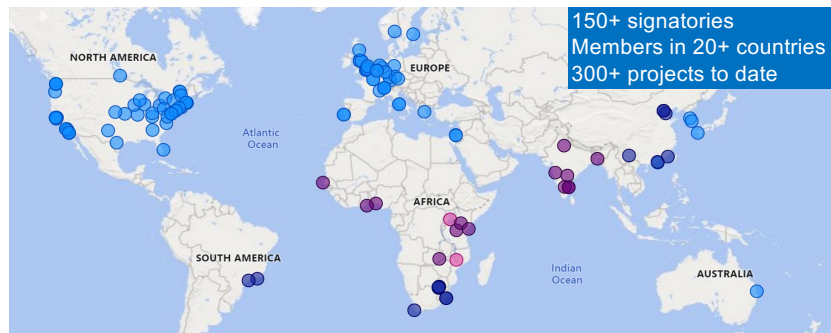 150+ signatories
Members in 20+ countries
300+ projects to date
NORTH AMERICA
EUROPE
Atlantic
Ocean
AFRICA
SOUTH AMERICA
Indian
Ocean
AUSTRALIA